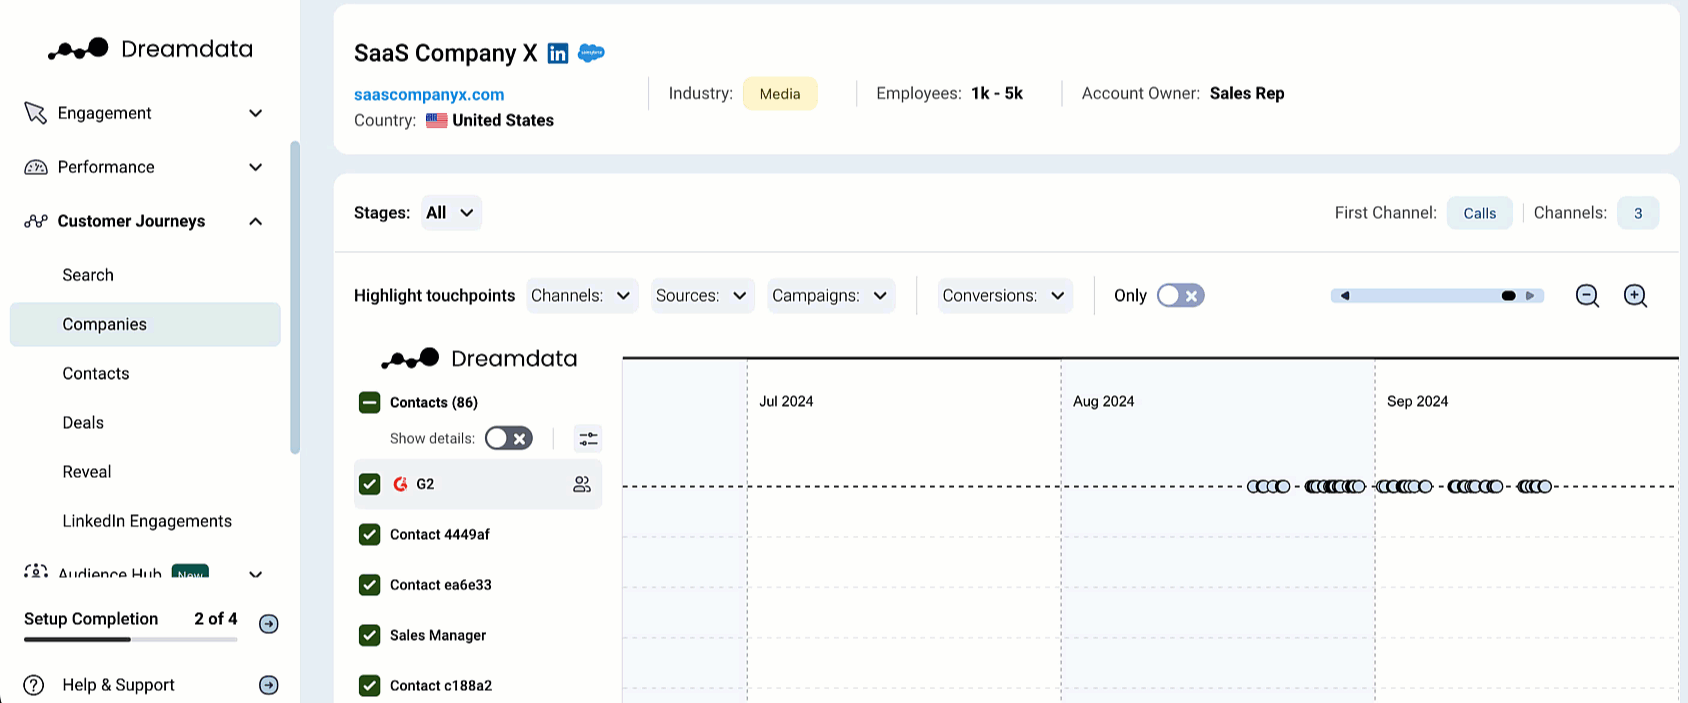 Dreamdata
Engagement
Performance
Customer Journeys
Search
Companies
Contacts
Deals
Reveal
LinkedIn Engagements
Audience Hub New
Setup Completion 2 of 4
Help & Support
SaaS Company X in salesforce
saascompanyx.com
Country: United States
Industry: Media
Employees: 1k - 5k
Account Owner: Sales Rep
Stages: All
First Channel: Calls
Channels: 3
Highlight touchpoints Channels: Sources: Campaigns: Conversions: Only
Dreamdata
Contacts (86)
Show details:
G2
Contact 4449af
Contact ea6e33
Sales Manager
Contact c188a2
Jul 2024
Aug 2024
Sep 2024